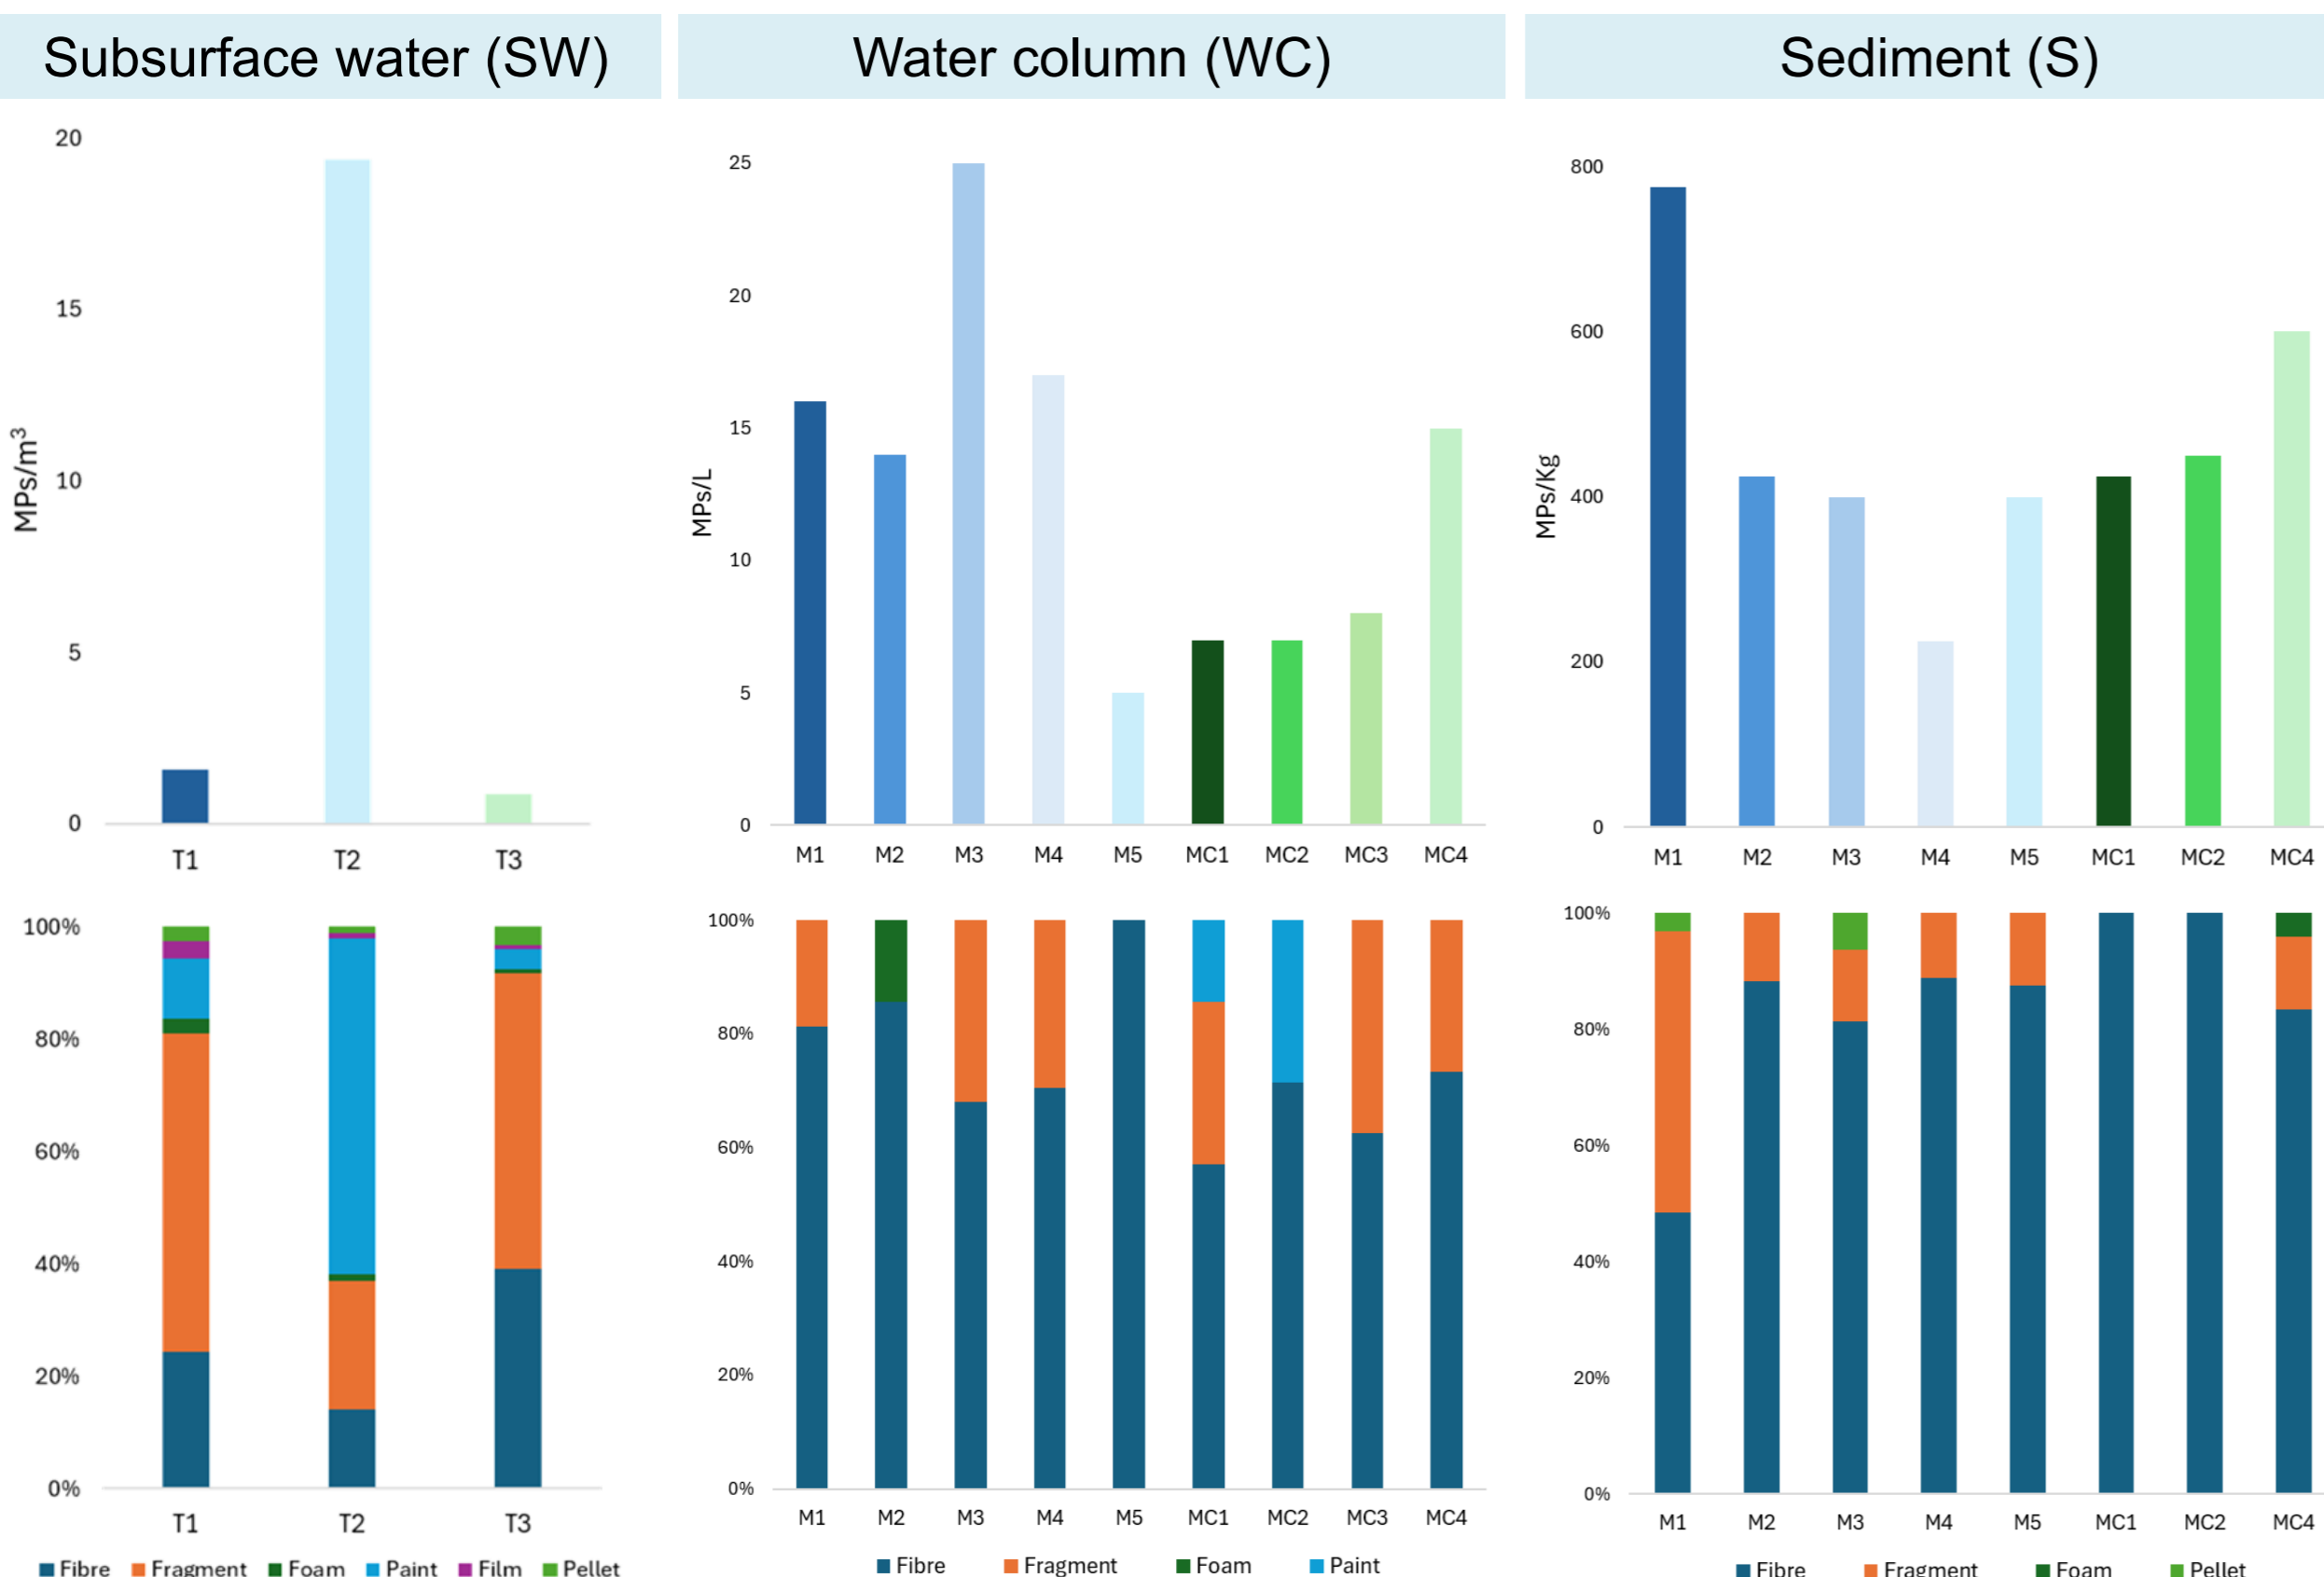 Subsurface water (SW)
Water column (WC)
Sediment (S)
MPs/m³
20
15
10
5
0
T1 T2 T3
MPs/L
25
20
15
10
5
0
M1 M2 M3 M4 M5 MC1 MC2 MC3 MC4
MPs/Kg
800
600
400
200
0
M1 M2 M3 M4 M5 MC1 MC2 MC4
100%
80%
60%
40%
20%
0%
T1 T2 T3
Fibre Fragment Foam Paint Film Pellet
100%
80%
60%
40%
20%
0%
M1 M2 M3 M4 M5 MC1 MC2 MC3 MC4
Fibre Fragment Foam Paint
100%
80%
60%
40%
20%
0%
M1 M2 M3 M4 M5 MC1 MC2 MC4
Fibre Fragment Foam Pellet